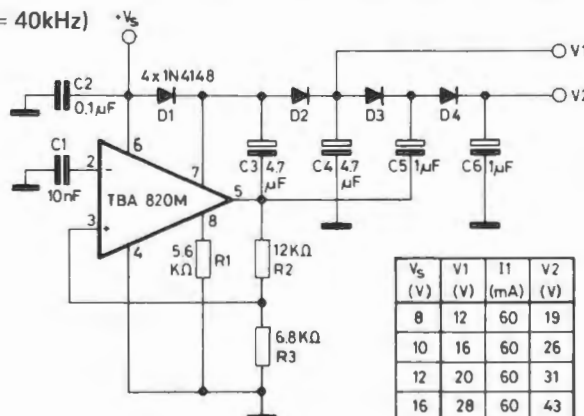 = 40kHz)
+Vs
C2
0.1µF
4 x 1N4148
D1
D2
D3
D4
V1
V2
C1
10nF
2
-
3
+
TBA 820M
6
7
5
8
4
C3 4.7 µF
C4 4.7 µF
C5 1µF
C6 1µF
5.6 KΩ R1
12KΩ R2
6.8KΩ R3
Vs (V) V1 (V) I1 (mA) V2 (V)
8 12 60 19
10 16 60 26
12 20 60 31
16 28 60 43